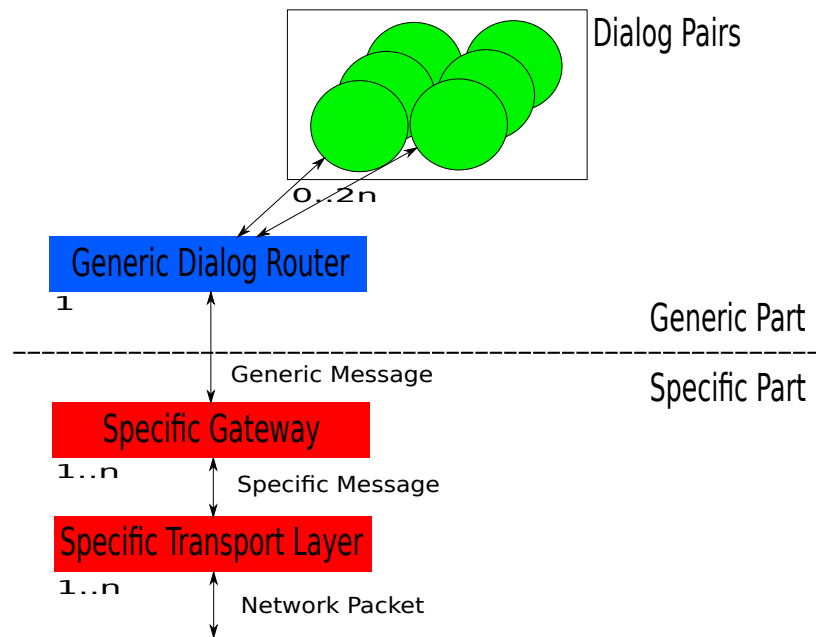 Dialog Pairs
0..2n
Generic Dialog Router
1
Generic Part
Generic Message
Specific Part
Specific Gateway
1..n
Specific Message
Specific Transport Layer
1..n
Network Packet